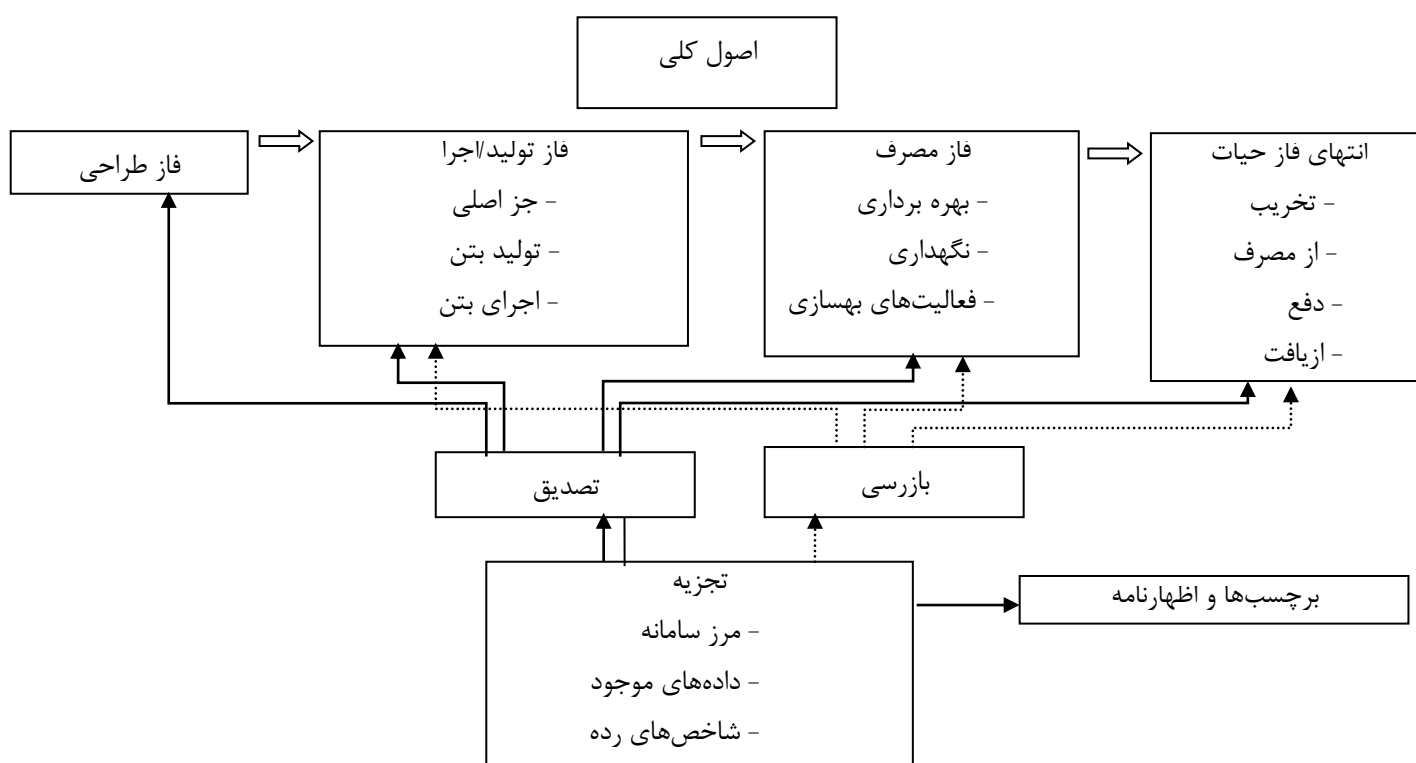 اصول کلی
فاز طراحی
فاز تولید/اجرا
- جز اصلی
- تولید بتن
- اجرای بتن
فاز مصرف
- بهره برداری
- نگهداری
- فعالیت‌های بهسازی
انتهای فاز حیات
- تخریب
- از مصرف
- دفع
- ازیافت
تصدیق
بازرسی
تجزیه
- مرز سامانه
- داده‌های موجود
- شاخص‌های رده
برچسب‌ها و اظهارنامه